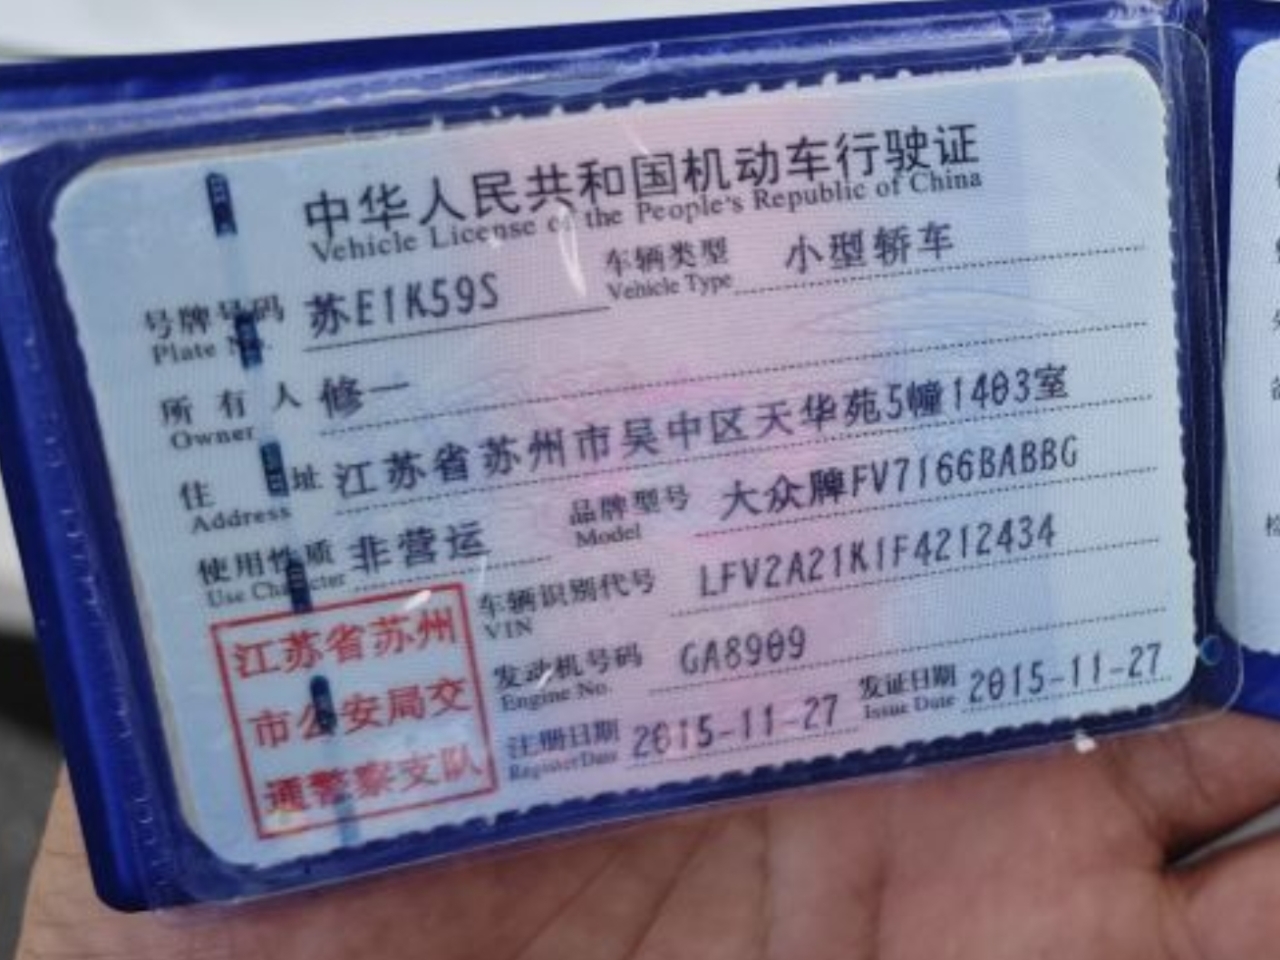 中华人民共和国机动车行驶证
Vehicle License of the People's Republic of China
号牌号码 苏E1K59S 车辆类型 小型轿车
Plate No. Vehicle Type
所有人 修一
Owner
住址 江苏省苏州市吴中区天华苑5幢1403室
Address
使用性质 非营运 品牌型号 大众牌FV7166BABBG
Use Character Model
车辆识别代号 LFV2A21K1F4212434
VIN
发动机号码 GA8909
Engine No.
注册日期 2015-11-27 发证日期 2015-11-27
Register Date Issue Date
江苏省苏州
市公安局交
通警察支队